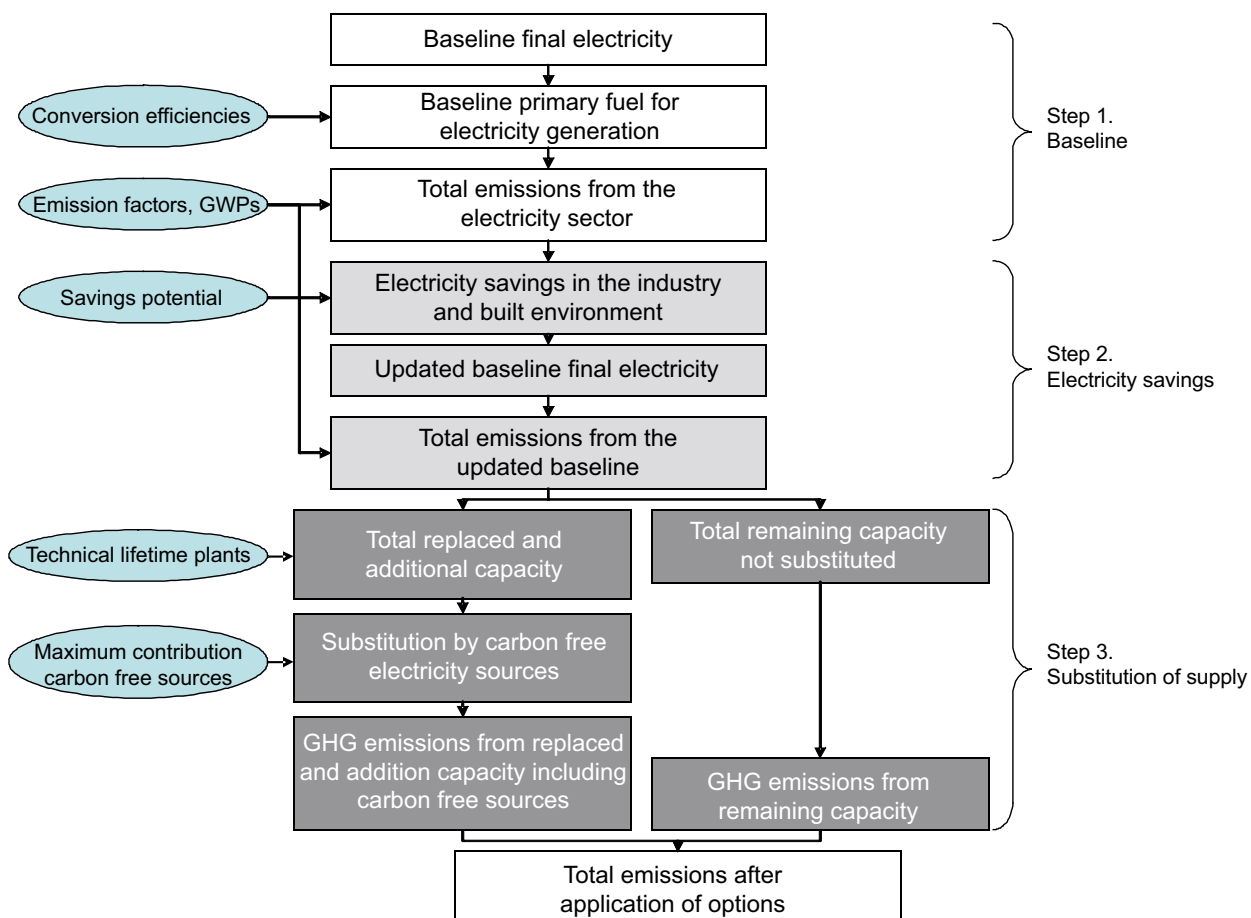 Baseline final electricity
Conversion efficiencies
Baseline primary fuel for
electricity generation
Step 1.
Baseline
Emission factors, GWPs
Total emissions from the
electricity sector
Savings potential
Electricity savings in the industry
and built environment
Updated baseline final electricity
Step 2.
Electricity savings
Total emissions from the
updated baseline
Technical lifetime plants
Total replaced and
additional capacity
Total remaining capacity
not substituted
Maximum contribution
carbon free sources
Substitution by carbon free
electricity sources
Step 3.
Substitution of supply
GHG emissions from replaced
and addition capacity including
carbon free sources
GHG emissions from
remaining capacity
Total emissions after
application of options